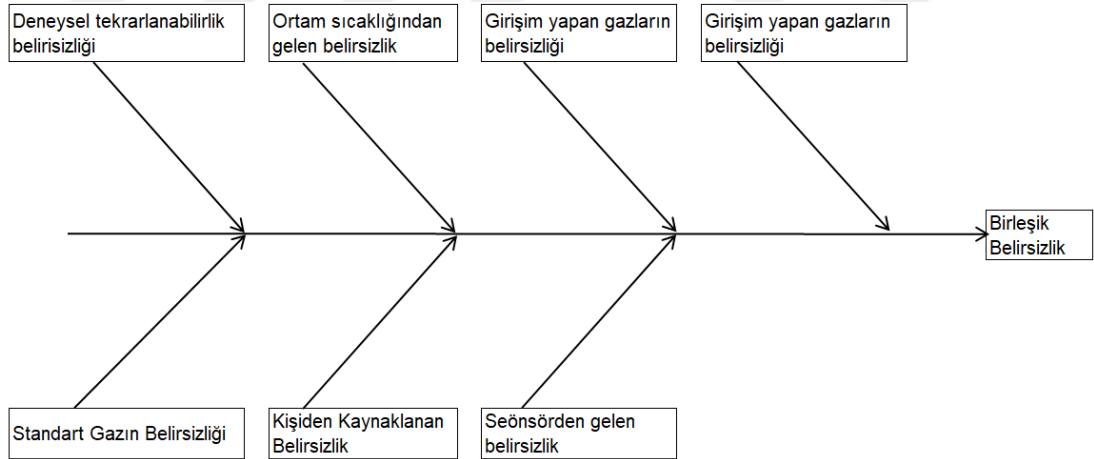 Deneysel tekrarlanabilirlik
belirisizliği
Ortam sıcaklığından
gelen belirsizlik
Girişim yapan gazların
belirsizliği
Girişim yapan gazların
belirsizliği
Birleşik
Belirsizlik
Standart Gazın Belirsizliği
Kişiden Kaynaklanan
Belirsizlik
Seönsörden gelen
belirsizlik